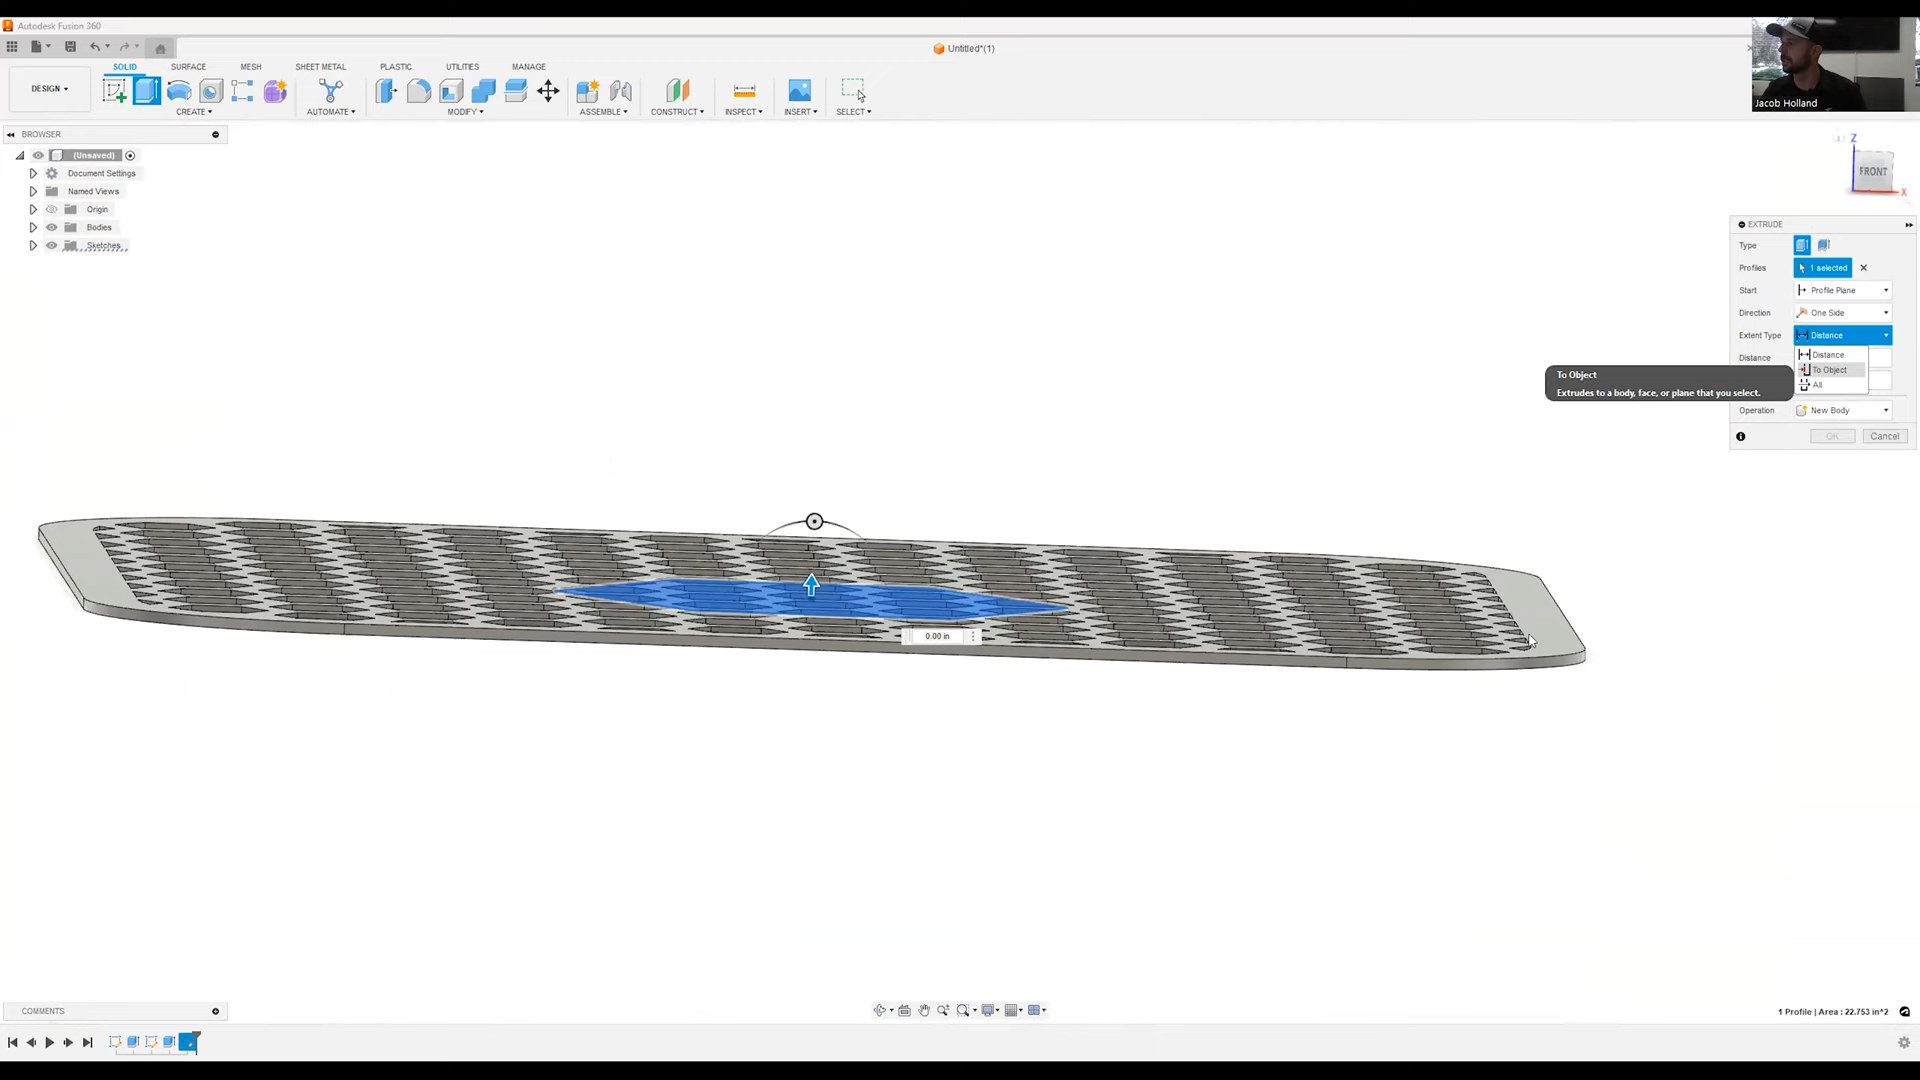 Autodesk Fusion 360
Untitled*(1)
Jacob Holland
DESIGN
SOLID
SURFACE
MESH
SHEET METAL
PLASTIC
UTILITIES
MANAGE
CREATE
AUTOMATE
MODIFY
ASSEMBLE
CONSTRUCT
INSPECT
INSERT
SELECT
BROWSER
(Unsaved)
Document Settings
Named Views
Origin
Bodies
Sketches
Z
FRONT
X
EXTRUDE
Type
Profiles 1 selected
Start Profile Plane
Direction One Side
Extent Type Distance
Distance Distance
To Object
All
Operation New Body
OK Cancel
To Object
Extrudes to a body, face, or plane that you select.
0.00 in
COMMENTS
1 Profile | Area : 22.753 in^2